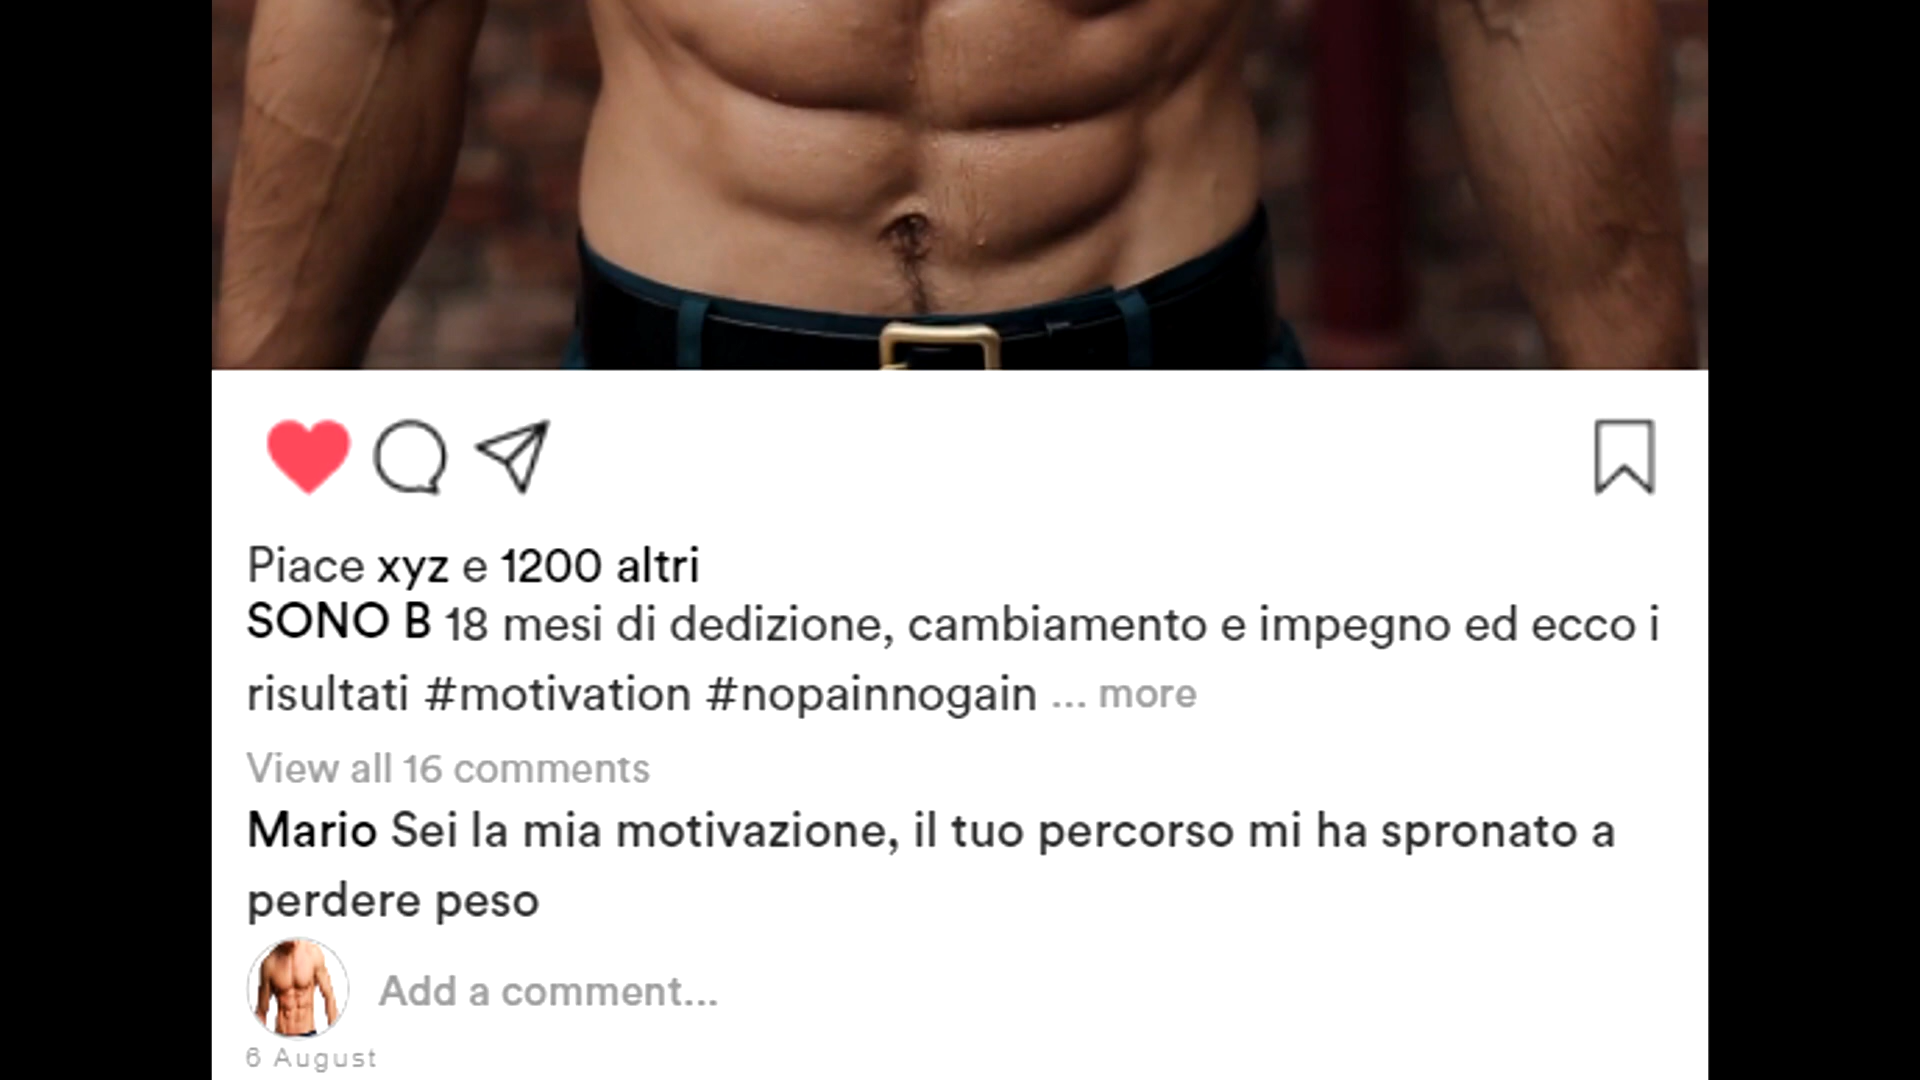 Piace xyz e 1200 altri
SONO B 18 mesi di dedizione, cambiamento e impegno ed ecco i
risultati #motivation #nopainnogain ... more
View all 16 comments
Mario Sei la mia motivazione, il tuo percorso mi ha spronato a
perdere peso
Add a comment...
6 August